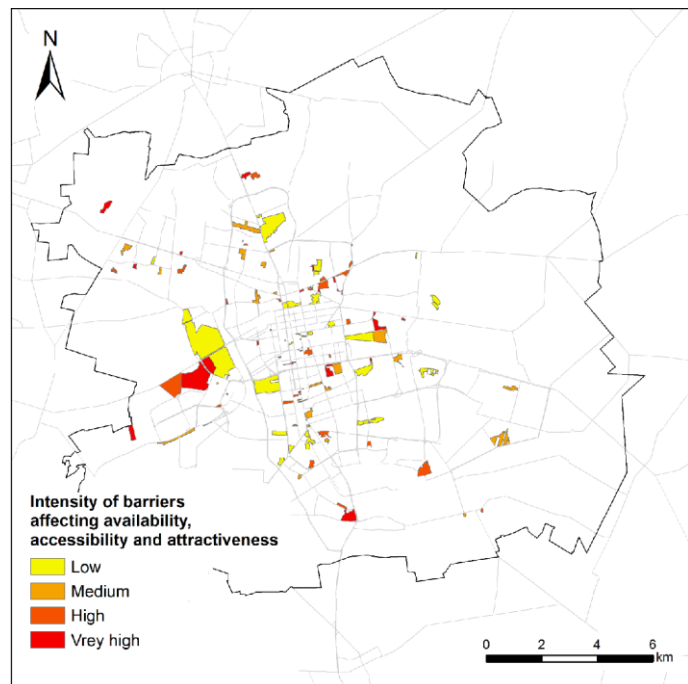 N
Intensity of barriers
affecting availability,
accessibility and attractiveness
Low
Medium
High
Vrey high
0 2 4 6
km